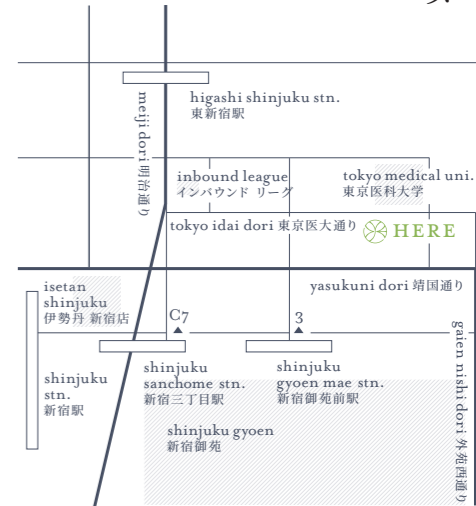 higashi shinjuku stn.
東新宿駅
meiji dori 明治通り
inbound league
インバウンド リーグ
tokyo medical uni.
東京医科大学
tokyo idai dori 東京医大通り
HERE
isetan
shinjuku
伊勢丹 新宿店
yasukuni dori 靖国通り
C7
3
shinjuku
stn.
新宿駅
shinjuku
sanchome stn.
新宿三丁目駅
shinjuku
gyoen mae stn.
新宿御苑前駅
gaien nishi dori 外苑西通り
shinjuku gyoen
新宿御苑